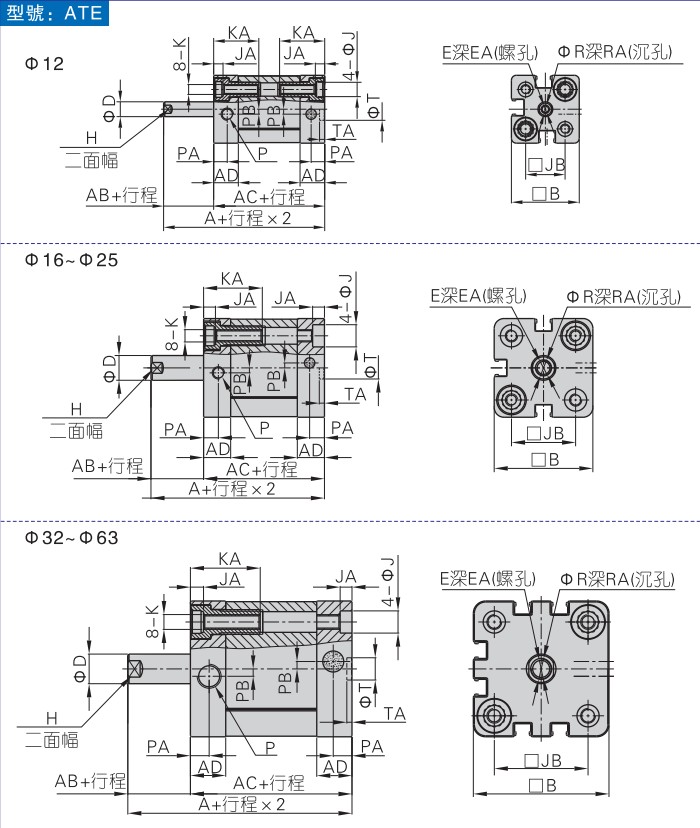 型號：ATE
Φ12
KA KA
JA JA
8-K
4-ΦJ
ΦD
PB PB
ΦT
H
二面幅
TA
PA P PA
AD AD
AB+行程 AC+行程
A+行程×2
E深EA(螺孔) ΦR深RA(沉孔)
□JB
□B
Φ16~Φ25
KA
JA JA
8-K
4-ΦJ
ΦD
PB PB
ΦT
H
二面幅
TA
PA P PA
AD AD
AB+行程 AC+行程
A+行程×2
E深EA(螺孔) ΦR深RA(沉孔)
□JB
□B
Φ32~Φ63
KA
JA JA
8-K
4-ΦJ
ΦD
PB PB
ΦT
H
二面幅
TA
PA P PA
AD AD
AB+行程 AC+行程
A+行程×2
E深EA(螺孔) ΦR深RA(沉孔)
□JB
□B